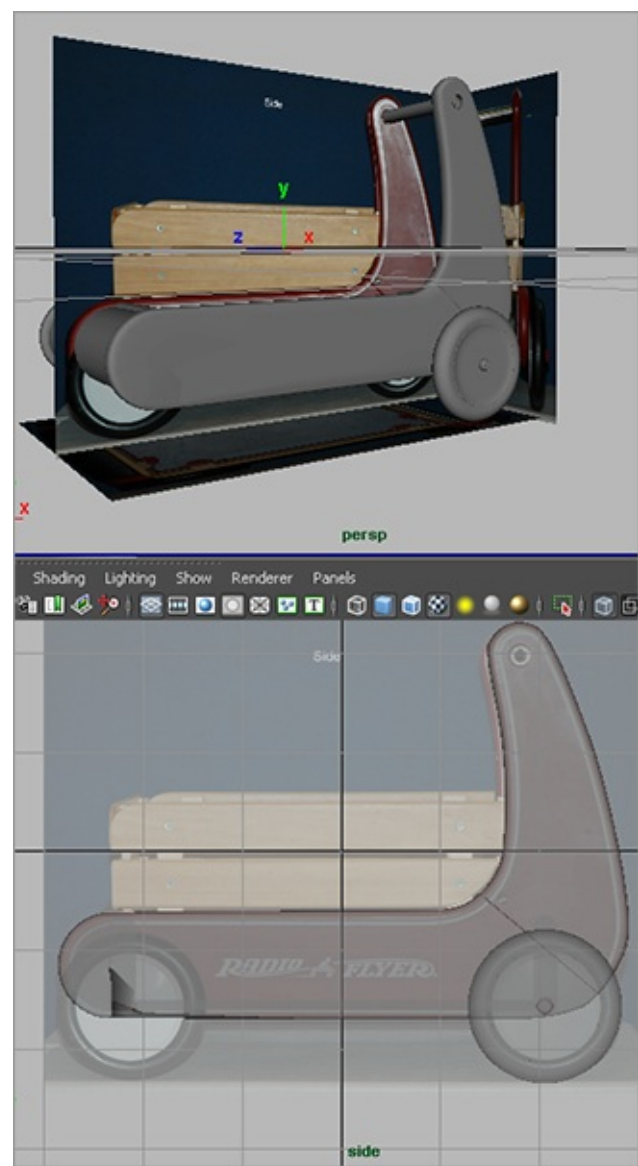 Side
y
z x
x
persp
Shading Lighting Show Renderer Panels
T
Side
RADIO FLYER
side